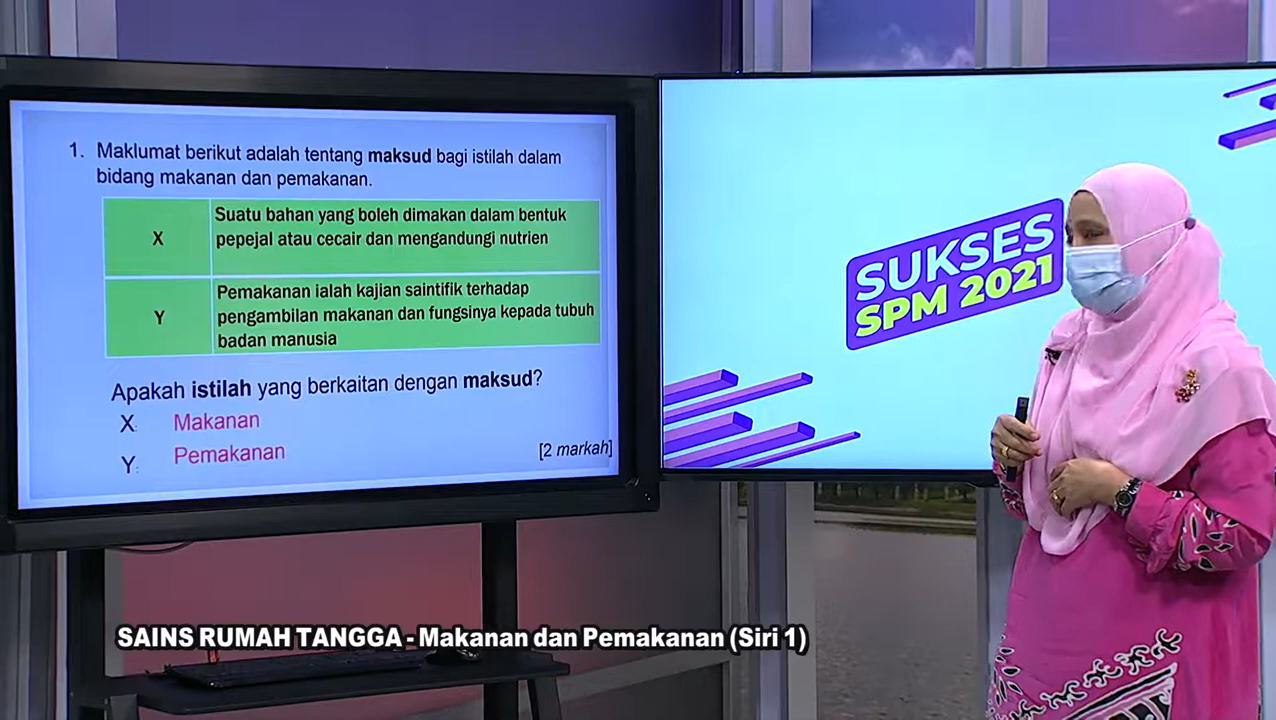 1. Maklumat berikut adalah tentang maksud bagi istilah dalam
bidang makanan dan pemakanan.
X
Suatu bahan yang boleh dimakan dalam bentuk
pepejal atau cecair dan mengandungi nutrien
Y
Pemakanan ialah kajian saintifik terhadap
pengambilan makanan dan fungsinya kepada tubuh
badan manusia
Apakah istilah yang berkaitan dengan maksud?
X: Makanan
Y: Pemakanan
[2 markah]
SUKSES
SPM 2021
SAINS RUMAH TANGGA - Makanan dan Pemakanan (Siri 1)